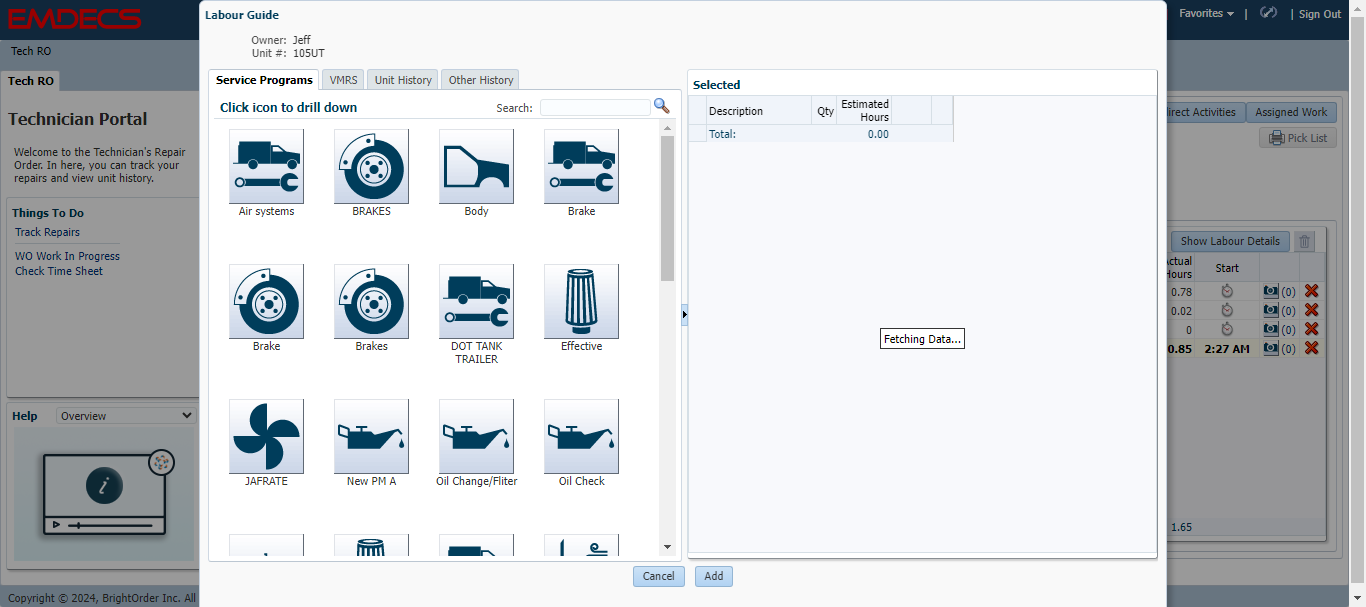 EMDECS
Favorites
|
| Sign Out
Tech RO
Tech RO
Technician Portal
Welcome to the Technician's Repair
Order. In here, you can track your
repairs and view unit history.
Things To Do
Track Repairs
WO Work In Progress
Check Time Sheet
Help
Overview
i
Copyright © 2024, BrightOrder Inc. All
Labour Guide
Owner: Jeff
Unit #: 105UT
Service Programs
VMRS
Unit History
Other History
Click icon to drill down
Search:
Air systems
BRAKES
Body
Brake
Brake
Brakes
DOT TANK
TRAILER
Effective
JAFRATE
New PM A
Oil Change/Fliter
Oil Check
Selected
Description
Qty
Estimated
Hours
Total:
0.00
Fetching Data...
Cancel
Add
Activities
Assigned Work
Pick List
Show Labour Details
Hours
Start
0.78
(0)
0.02
(0)
0
(0)
0.85
2:27 AM
(0)
1.65